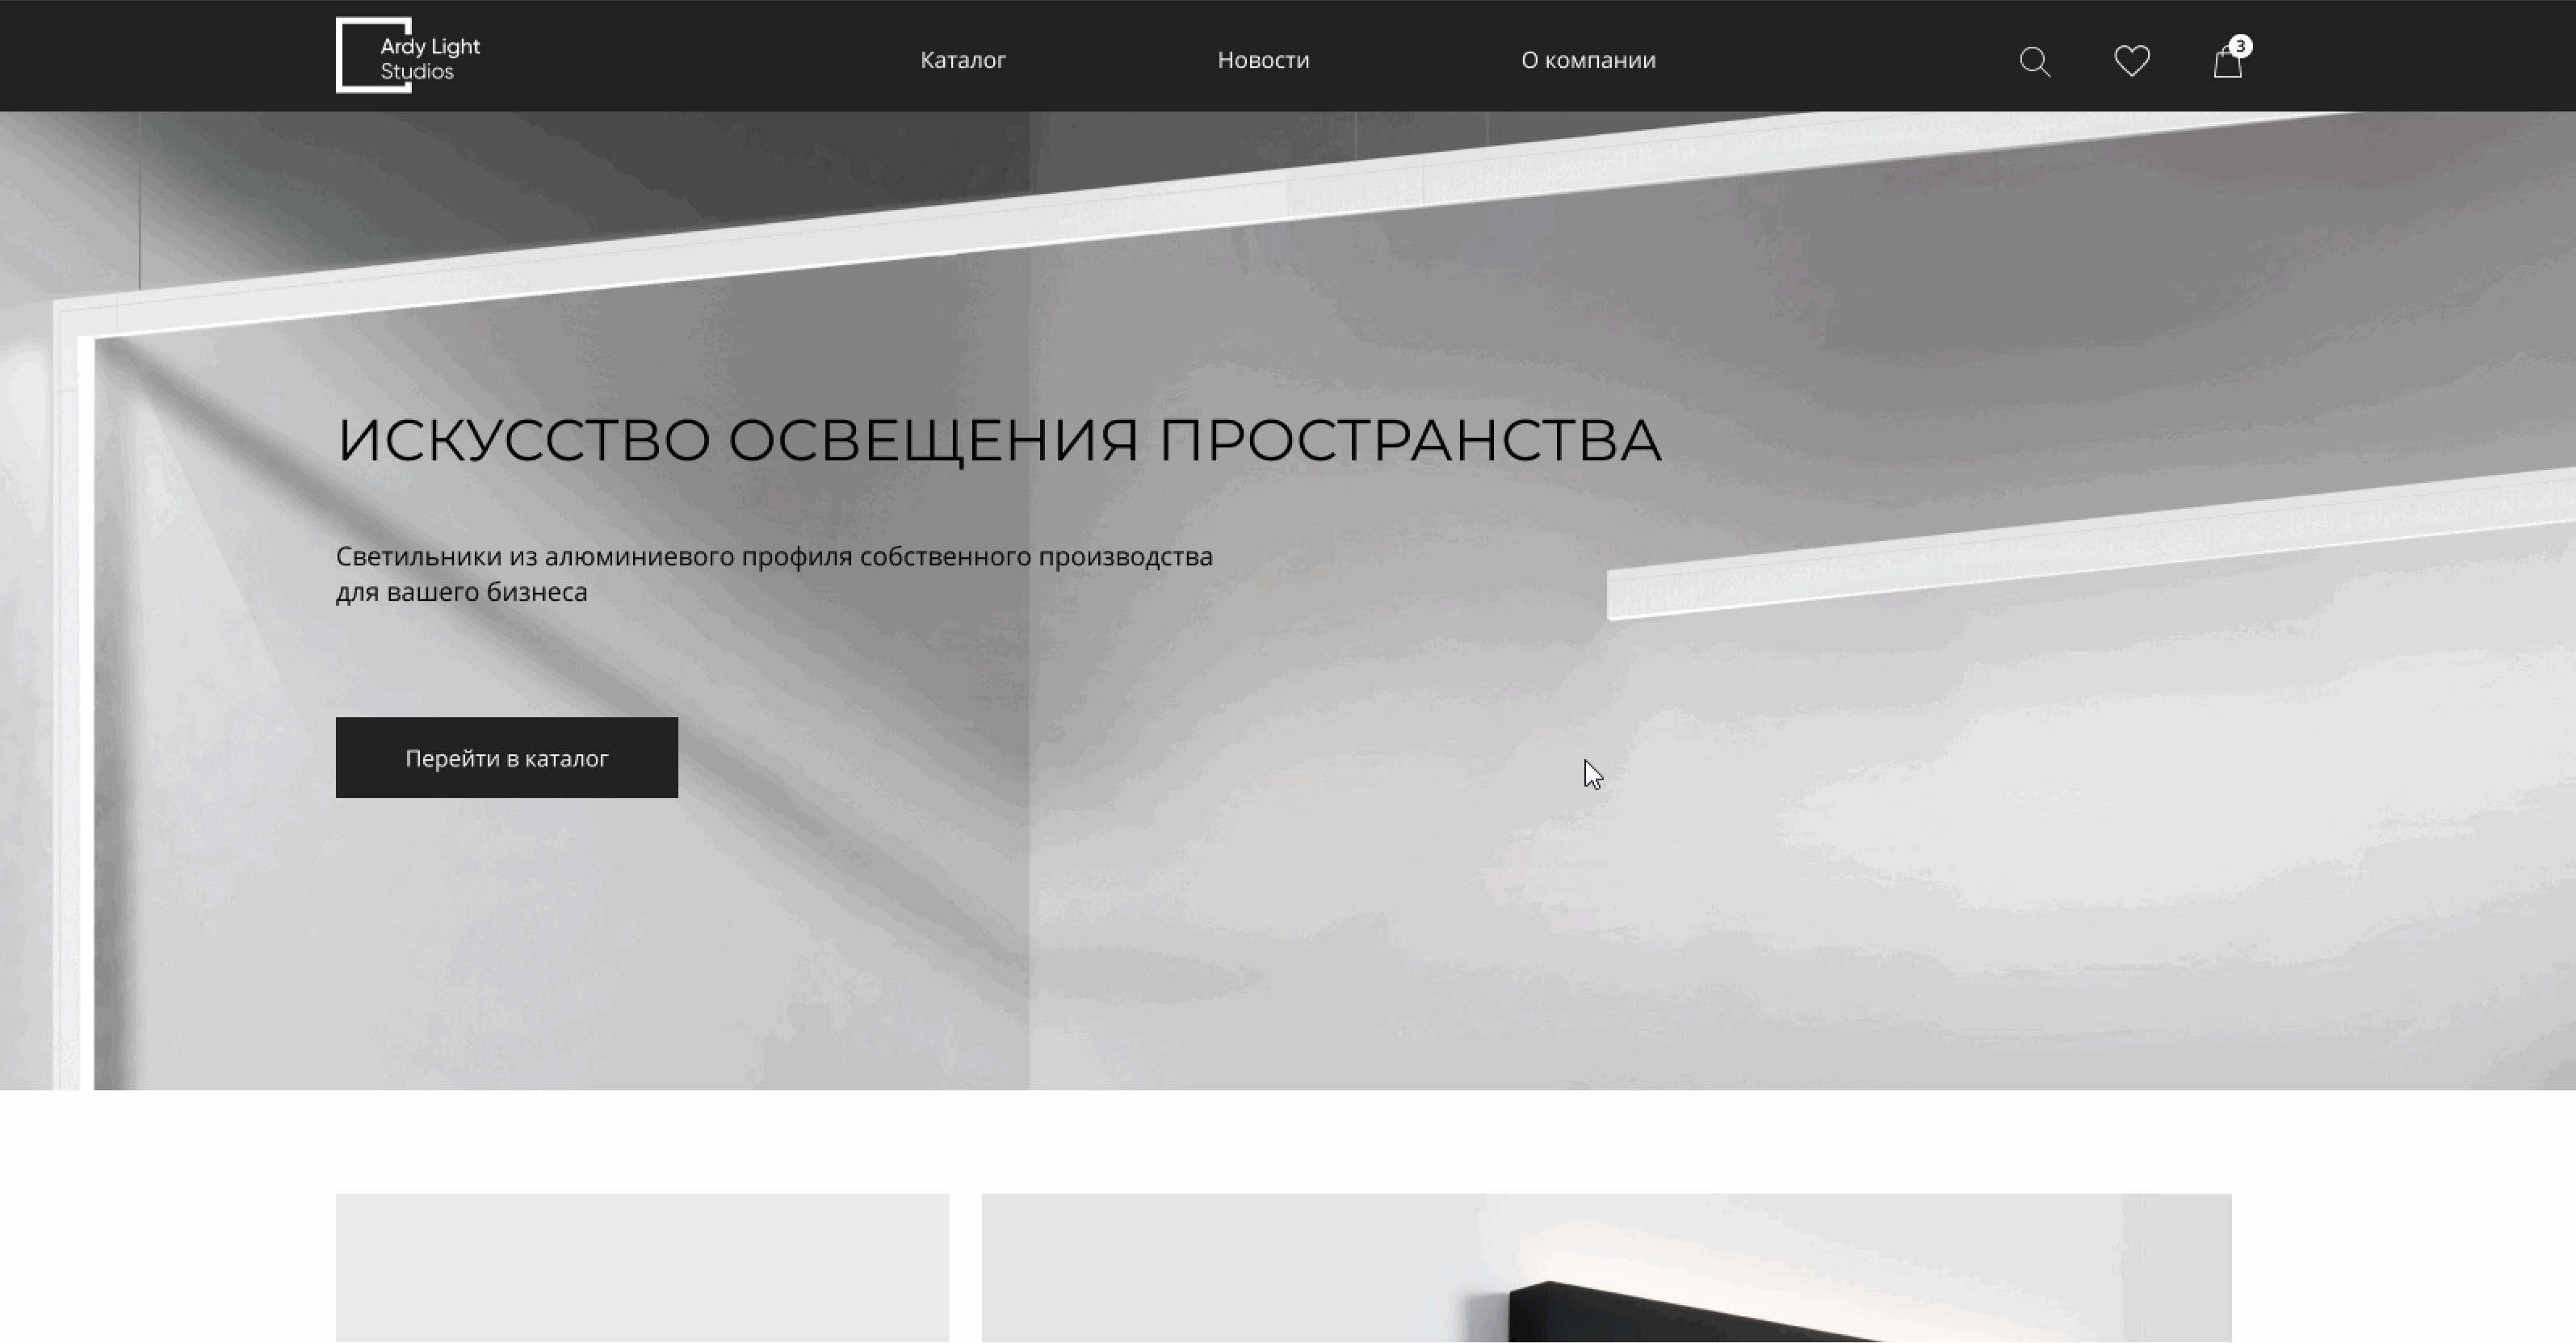 Ardy Light
Studios
Каталог
Новости
О компании
3
ИСКУССТВО ОСВЕЩЕНИЯ ПРОСТРАНСТВА
Светильники из алюминиевого профиля собственного производства
для вашего бизнеса
Перейти в каталог